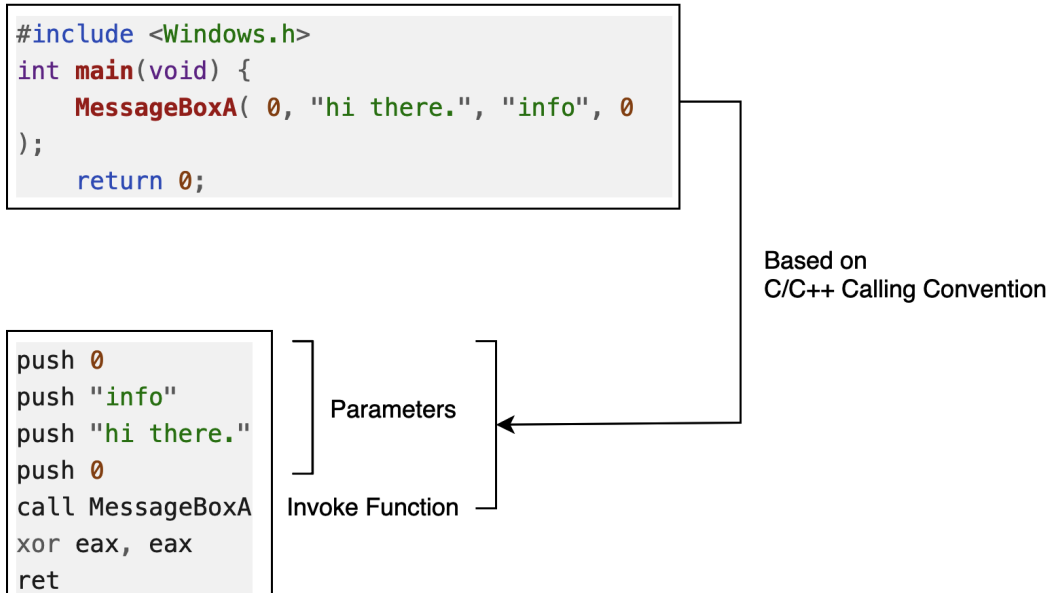 #include <Windows.h>
int main(void) {
    MessageBoxA( 0, "hi there.", "info", 0
);
    return 0;
Based on
C/C++ Calling Convention
push 0
push "info"
push "hi there."
push 0
call MessageBoxA
xor eax, eax
ret
Parameters
Invoke Function